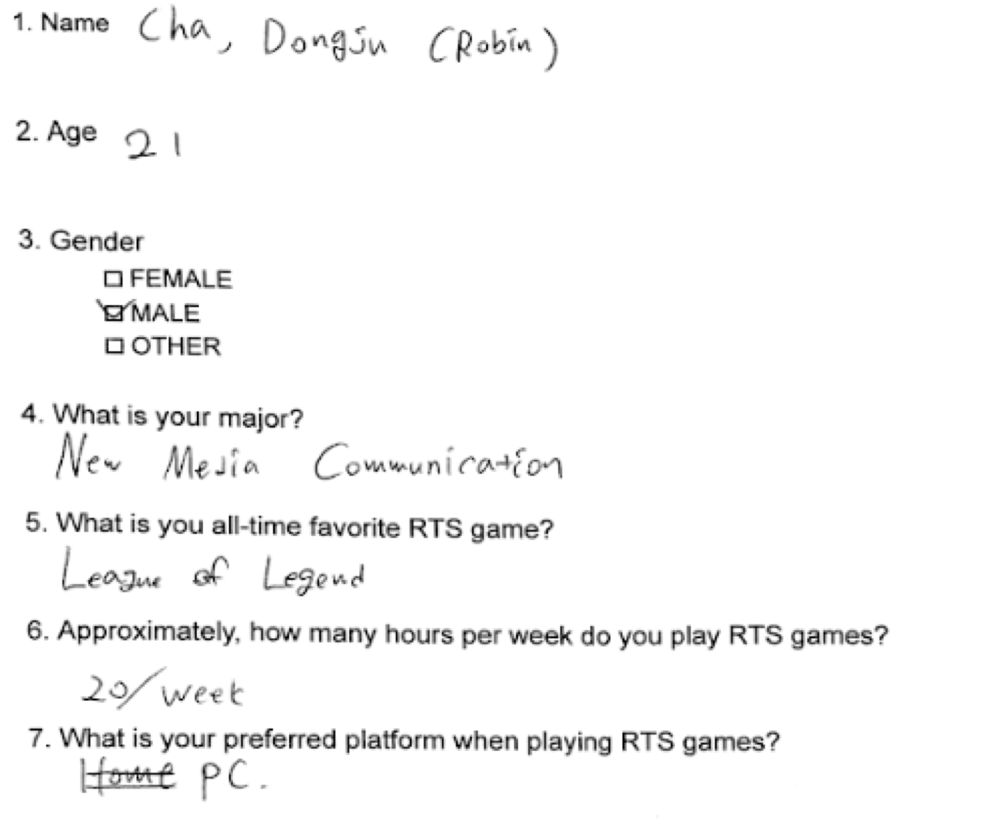 1. Name Cha, Dongjn (Robin)
2. Age 21
3. Gender
☐ FEMALE
☑ MALE
☐ OTHER
4. What is your major?
New Media Communication
5. What is you all-time favorite RTS game?
League of Legend
6. Approximately, how many hours per week do you play RTS games?
20/week
7. What is your preferred platform when playing RTS games?
Home PC.